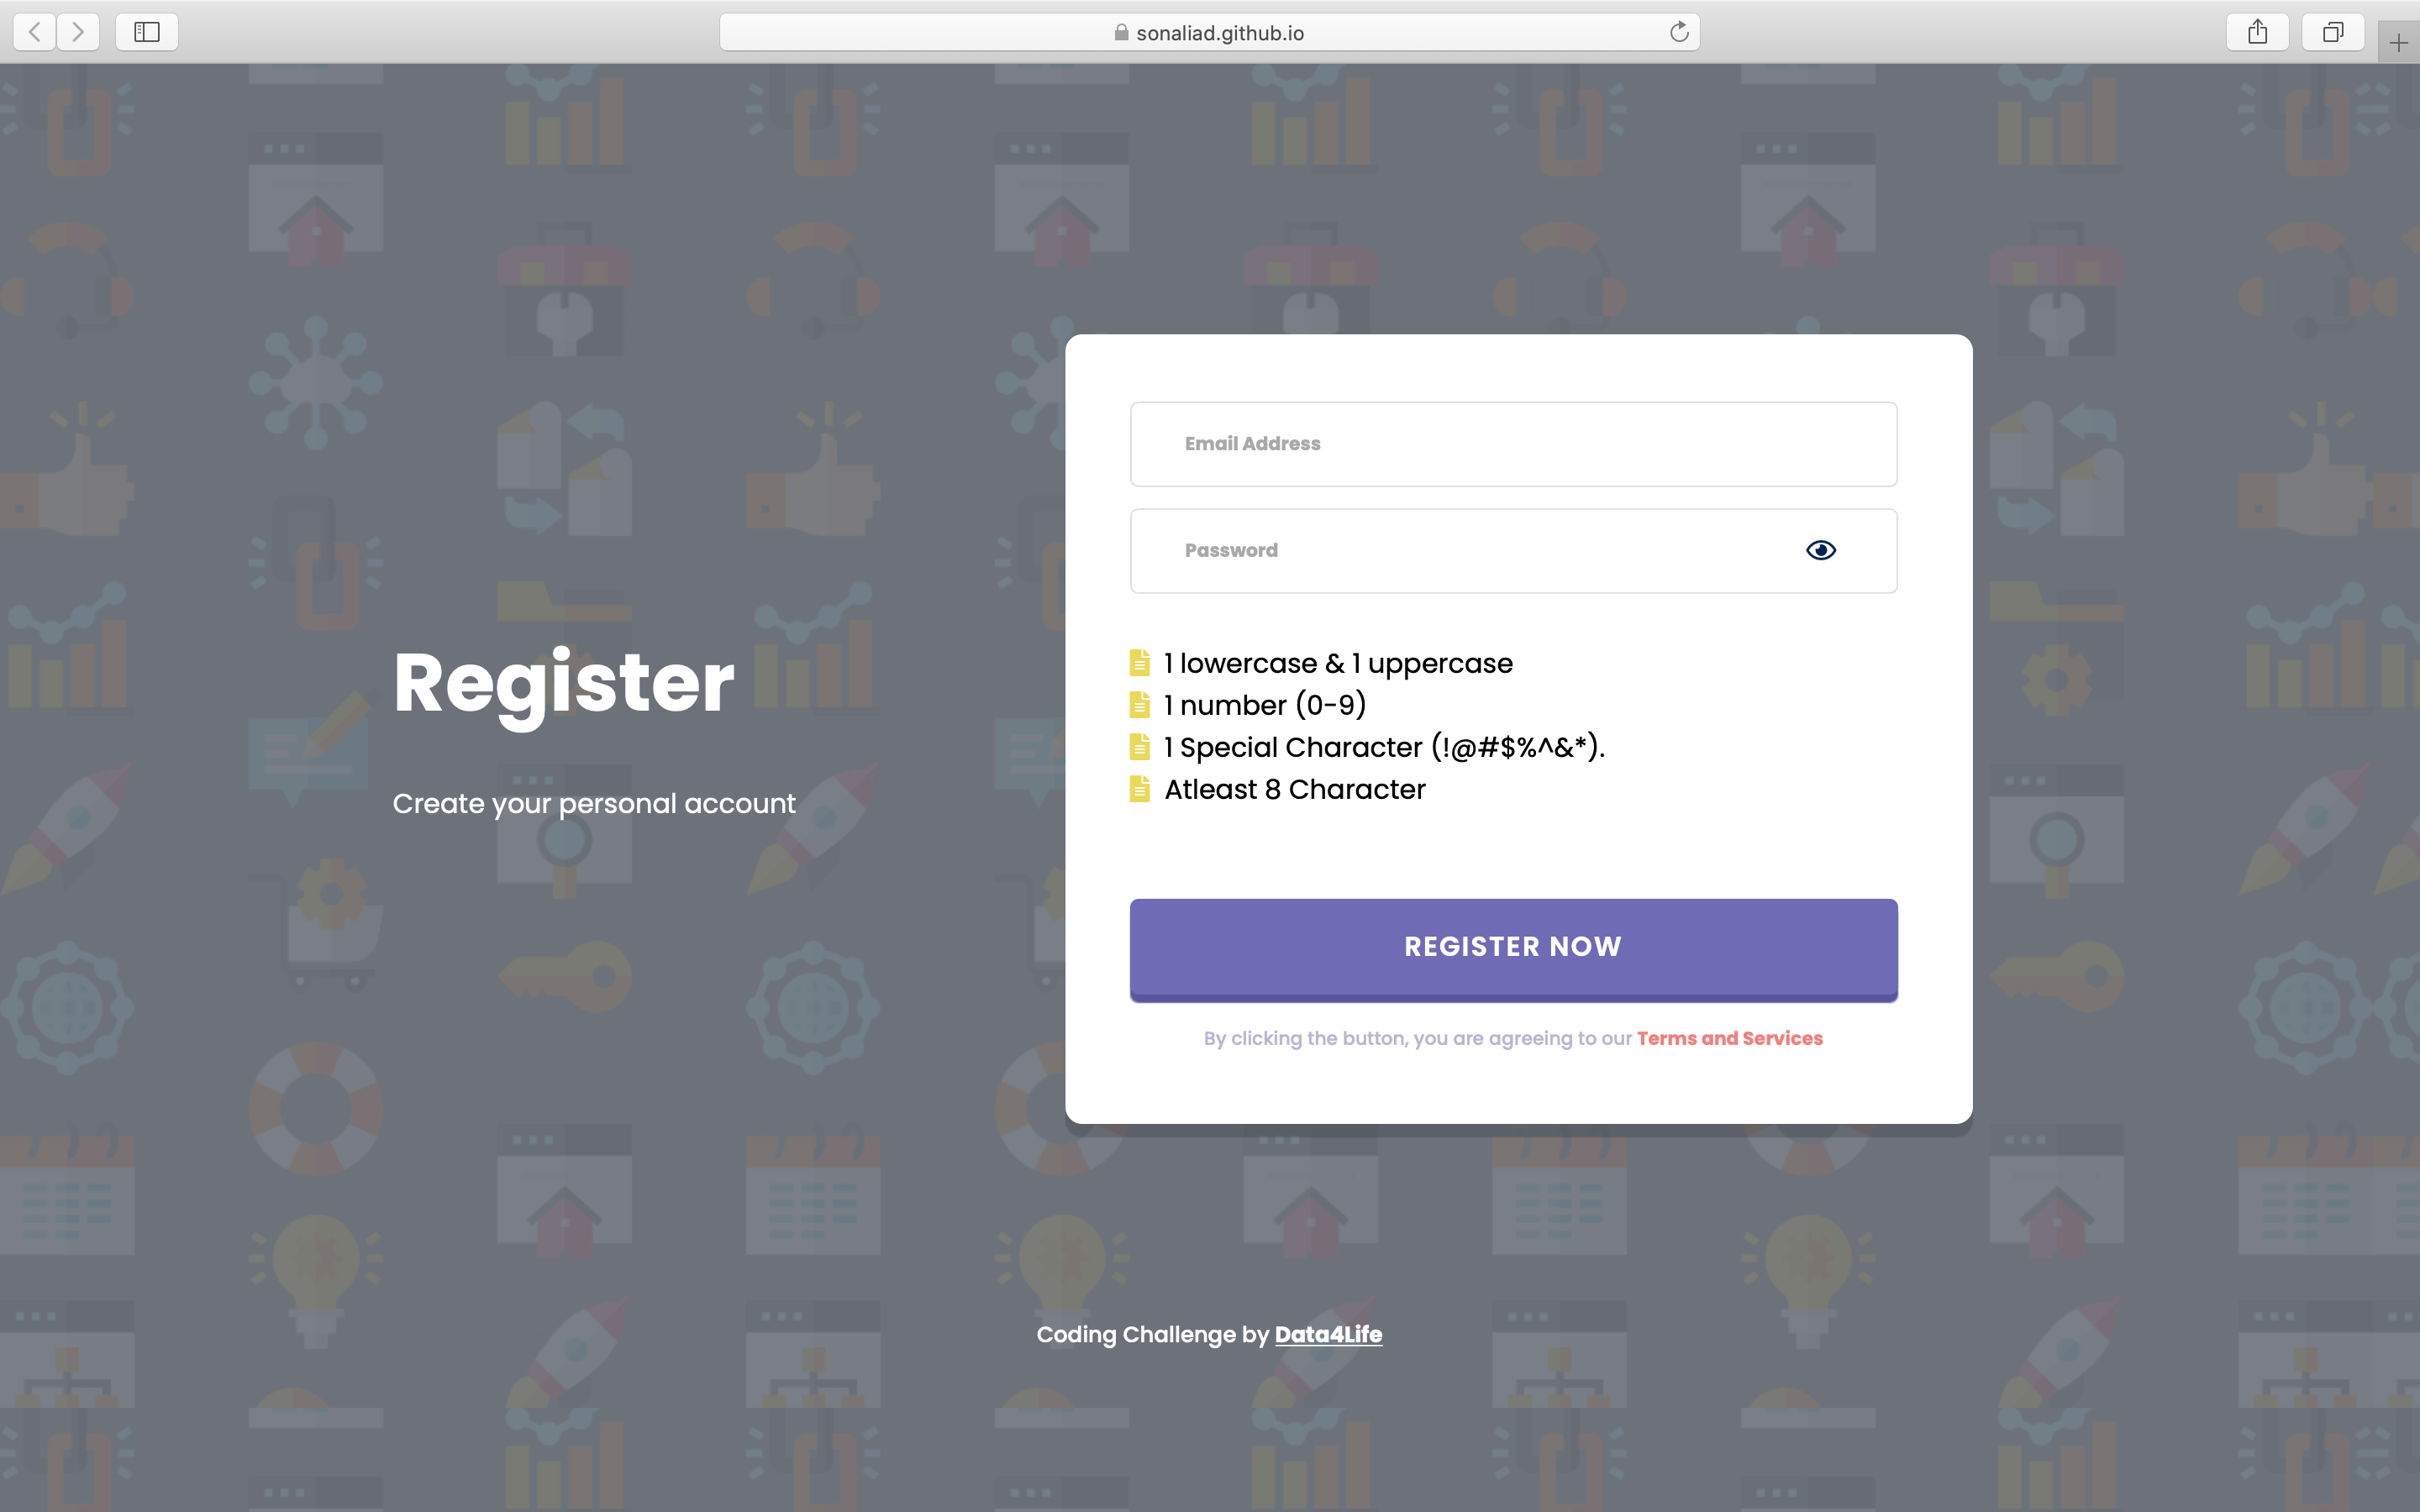 sonaliad.github.io
Register
Create your personal account
Email Address
Password
1 lowercase & 1 uppercase
1 number (0-9)
1 Special Character (!@#$%^&*).
Atleast 8 Character
REGISTER NOW
By clicking the button, you are agreeing to our Terms and Services
Coding Challenge by Data4Life